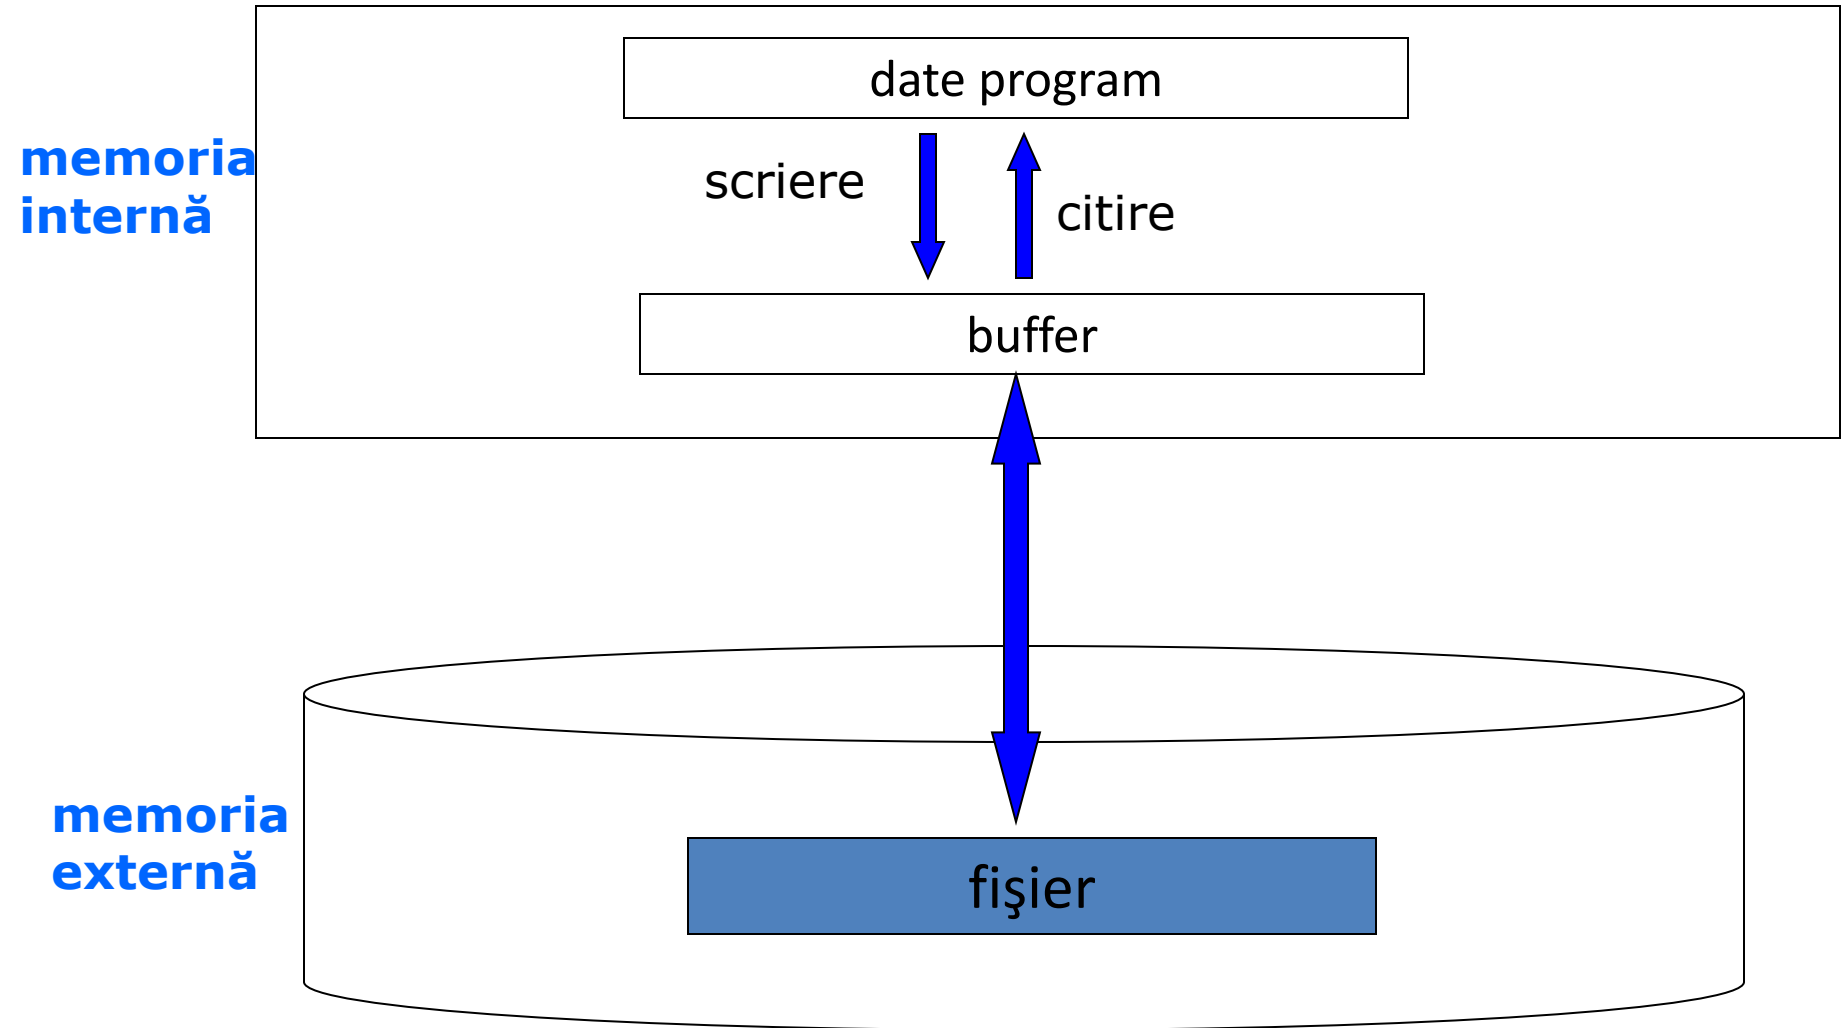 date program
memoria
internă
scriere
citire
buffer
memoria
externă
fişier